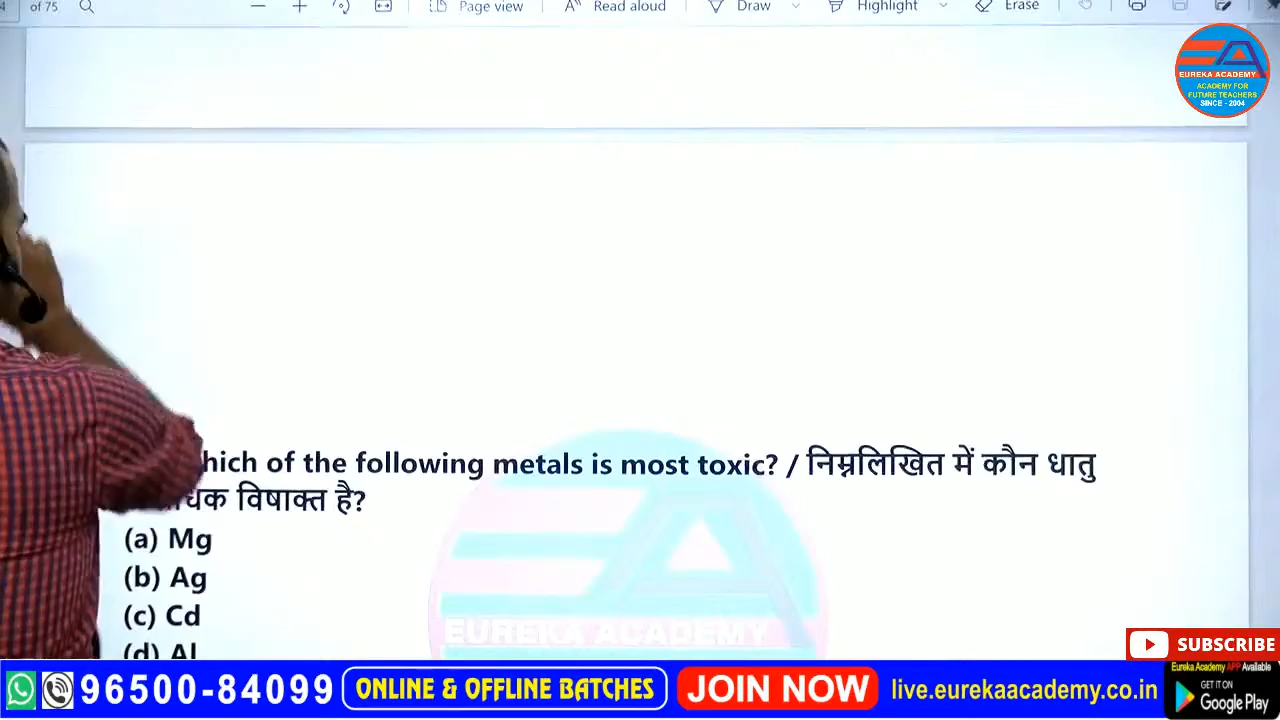 4 of 75 Page view Read aloud Draw Highlight Erase
EUREKA ACADEMY
ACADEMY FOR
FUTURE TEACHERS
SINCE - 2004
hich of the following metals is most toxic? / निम्नलिखित में कौन धातु
धिक विषाक्त है?
(a) Mg
(b) Ag
(c) Cd
(d) Al
EUREKA ACADEMY
SUBSCRIBE
96500-84099 ONLINE & OFFLINE BATCHES JOIN NOW live.eurekaacademy.co.in
Eureka Academy APP Available
GET IT ON
Google Play